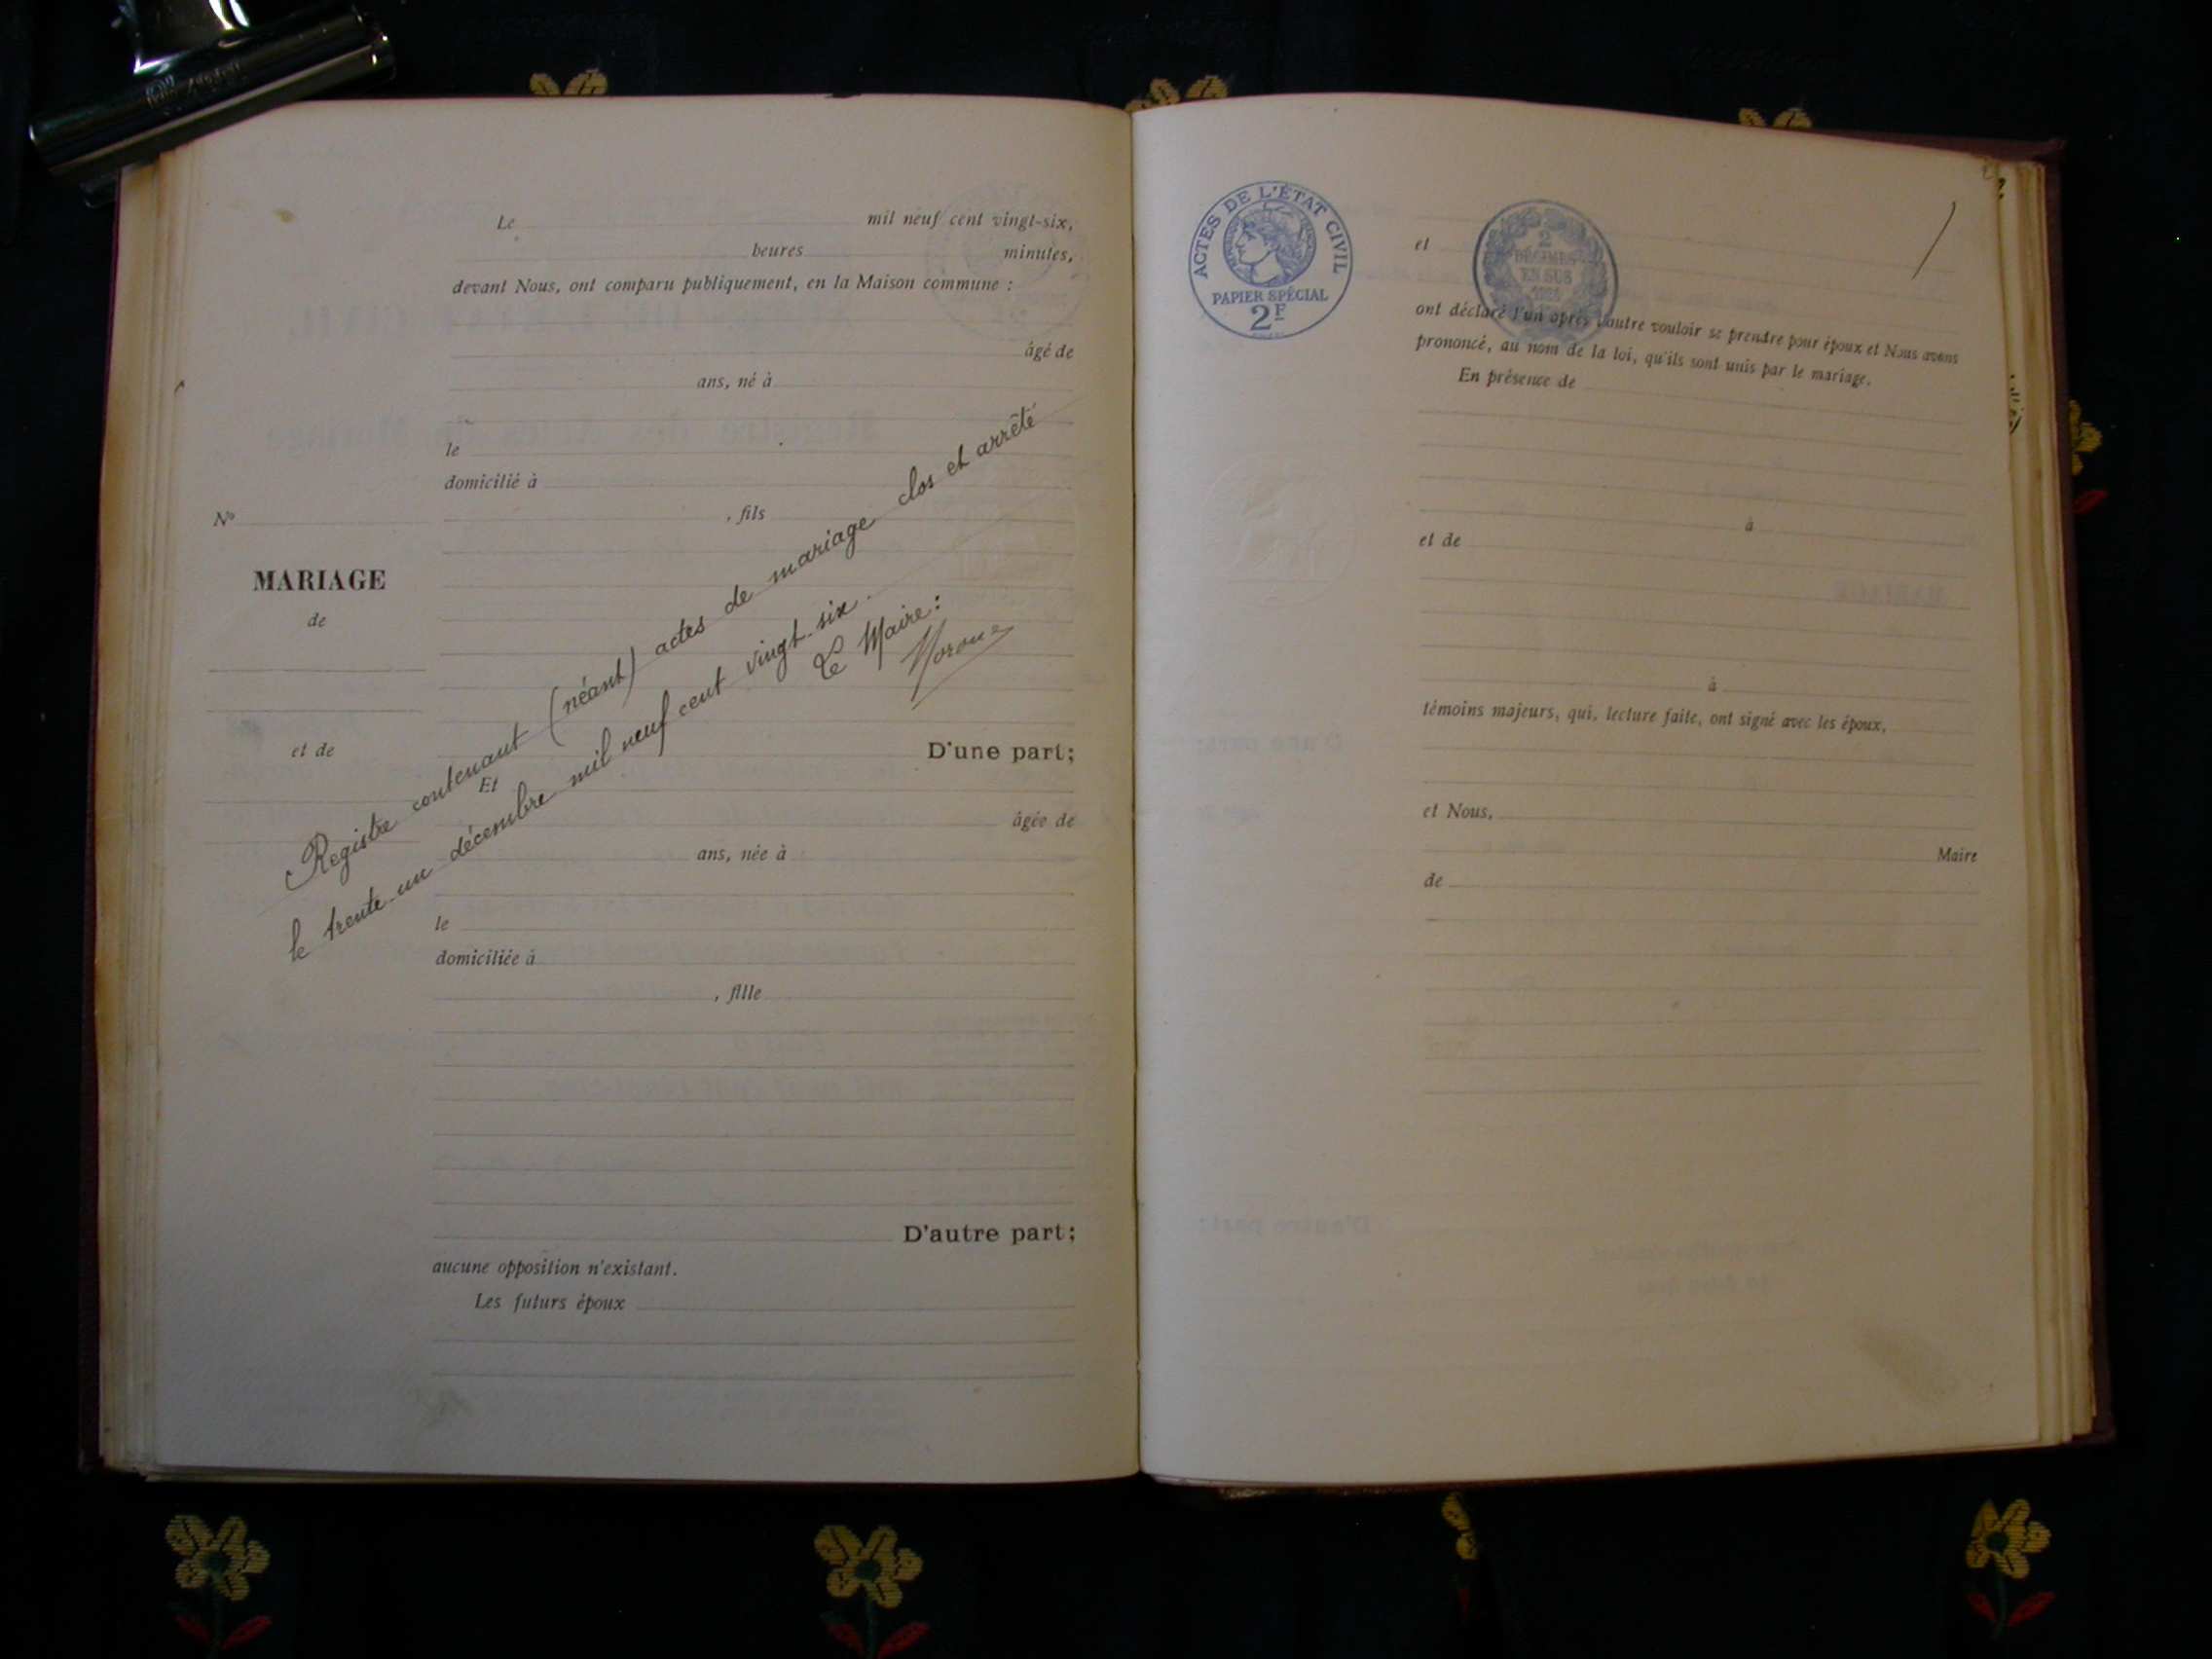 Le mil neuf cent vingt-six,
heures minutes,
devant Nous, ont comparu publiquement, en la Maison commune :
âgé de
ans, né à
le
domicilié à
, fils
N°
MARIAGE
de
et de
D'une part;
Et
âgée de
ans, née à
le
domiciliée à
, fille
D'autre part;
aucune opposition n'existant.
Les futurs époux
Registre contenant (néant) actes de mariage clos et arrêté
le trente-un décembre mil neuf cent vingt-six.
Le Maire :
ACTES DE L'ÉTAT CIVIL
PAPIER SPÉCIAL
2F
2
DÉCIMES
EN SUS
et
ont déclaré l'un après l'autre vouloir se prendre pour époux et Nous avons
prononcé, au nom de la loi, qu'ils sont unis par le mariage.
En présence de
à
et de
à
témoins majeurs, qui, lecture faite, ont signé avec les époux,
et Nous,
Maire
de